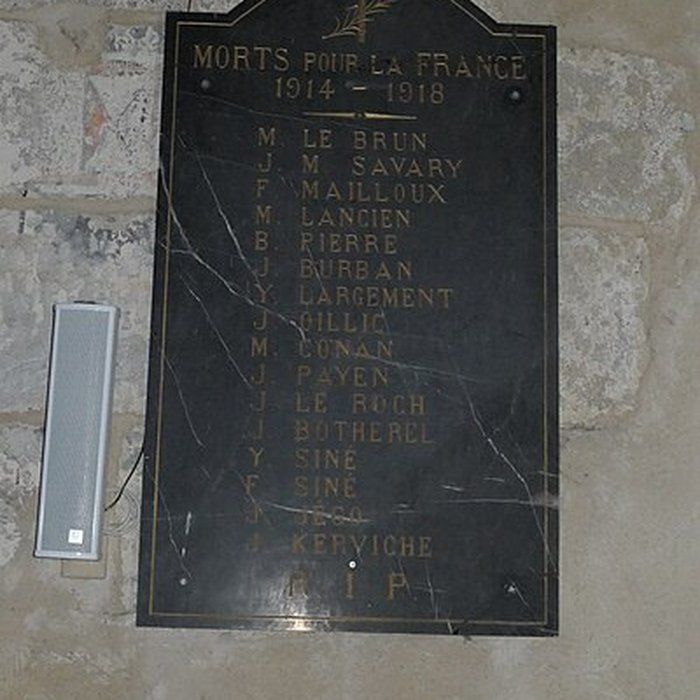 MORTS POUR LA FRANCE
1914 - 1918
M. LE BRUN
J. M SAVARY
F. MAILLOUX
M. LANCIEN
B. PIERRE
J. BURBAN
Y. LARGEMENT
J. OILLIC
M. CONAN
J. PAYEN
J. LE ROCH
J. BOTHEREL
Y SINÉ
F. SINÉ
J. JÉGO
J. KERVICHE
R I P